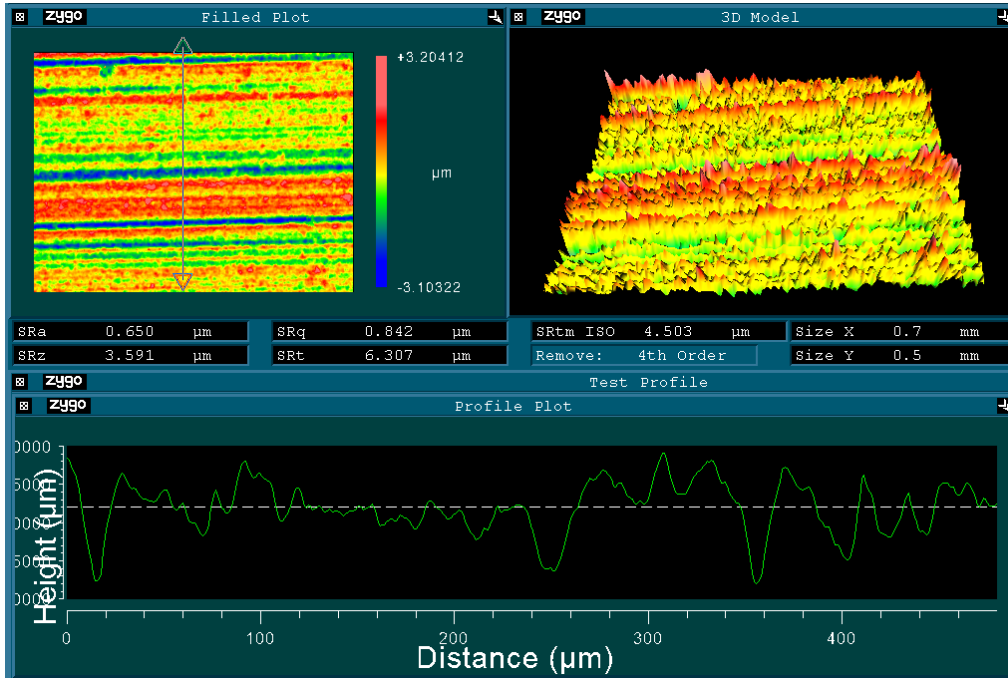 zygo Filled Plot
zygo 3D Model
+3.20412
µm
-3.10322
SRa 0.650 µm
SRq 0.842 µm
SRtm ISO 4.503 µm
Size X 0.7 mm
SRz 3.591 µm
SRt 6.307 µm
Remove: 4th Order
Size Y 0.5 mm
zygo Test Profile
zygo Profile Plot
Height (µm)
0 100 200 300 400
Distance (µm)